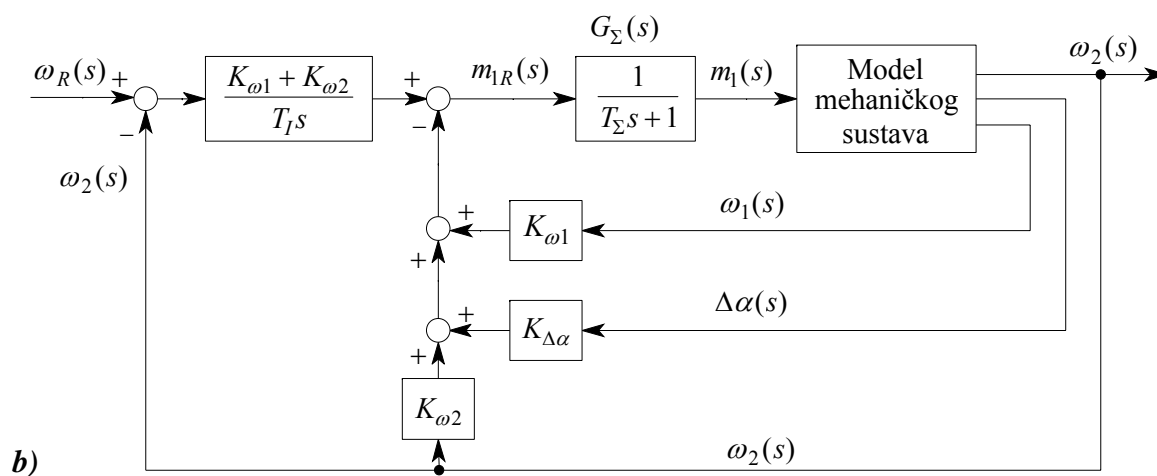 G_Σ(s)
ω_R(s)
+
−
K_ω1 + K_ω2
T_I s
+
−
m_1R(s)
1
T_Σ s + 1
m_1(s)
Model
mehaničkog
sustava
ω_2(s)
ω_2(s)
+
K_ω1
ω_1(s)
+
+
K_Δα
Δα(s)
+
K_ω2
b)
ω_2(s)